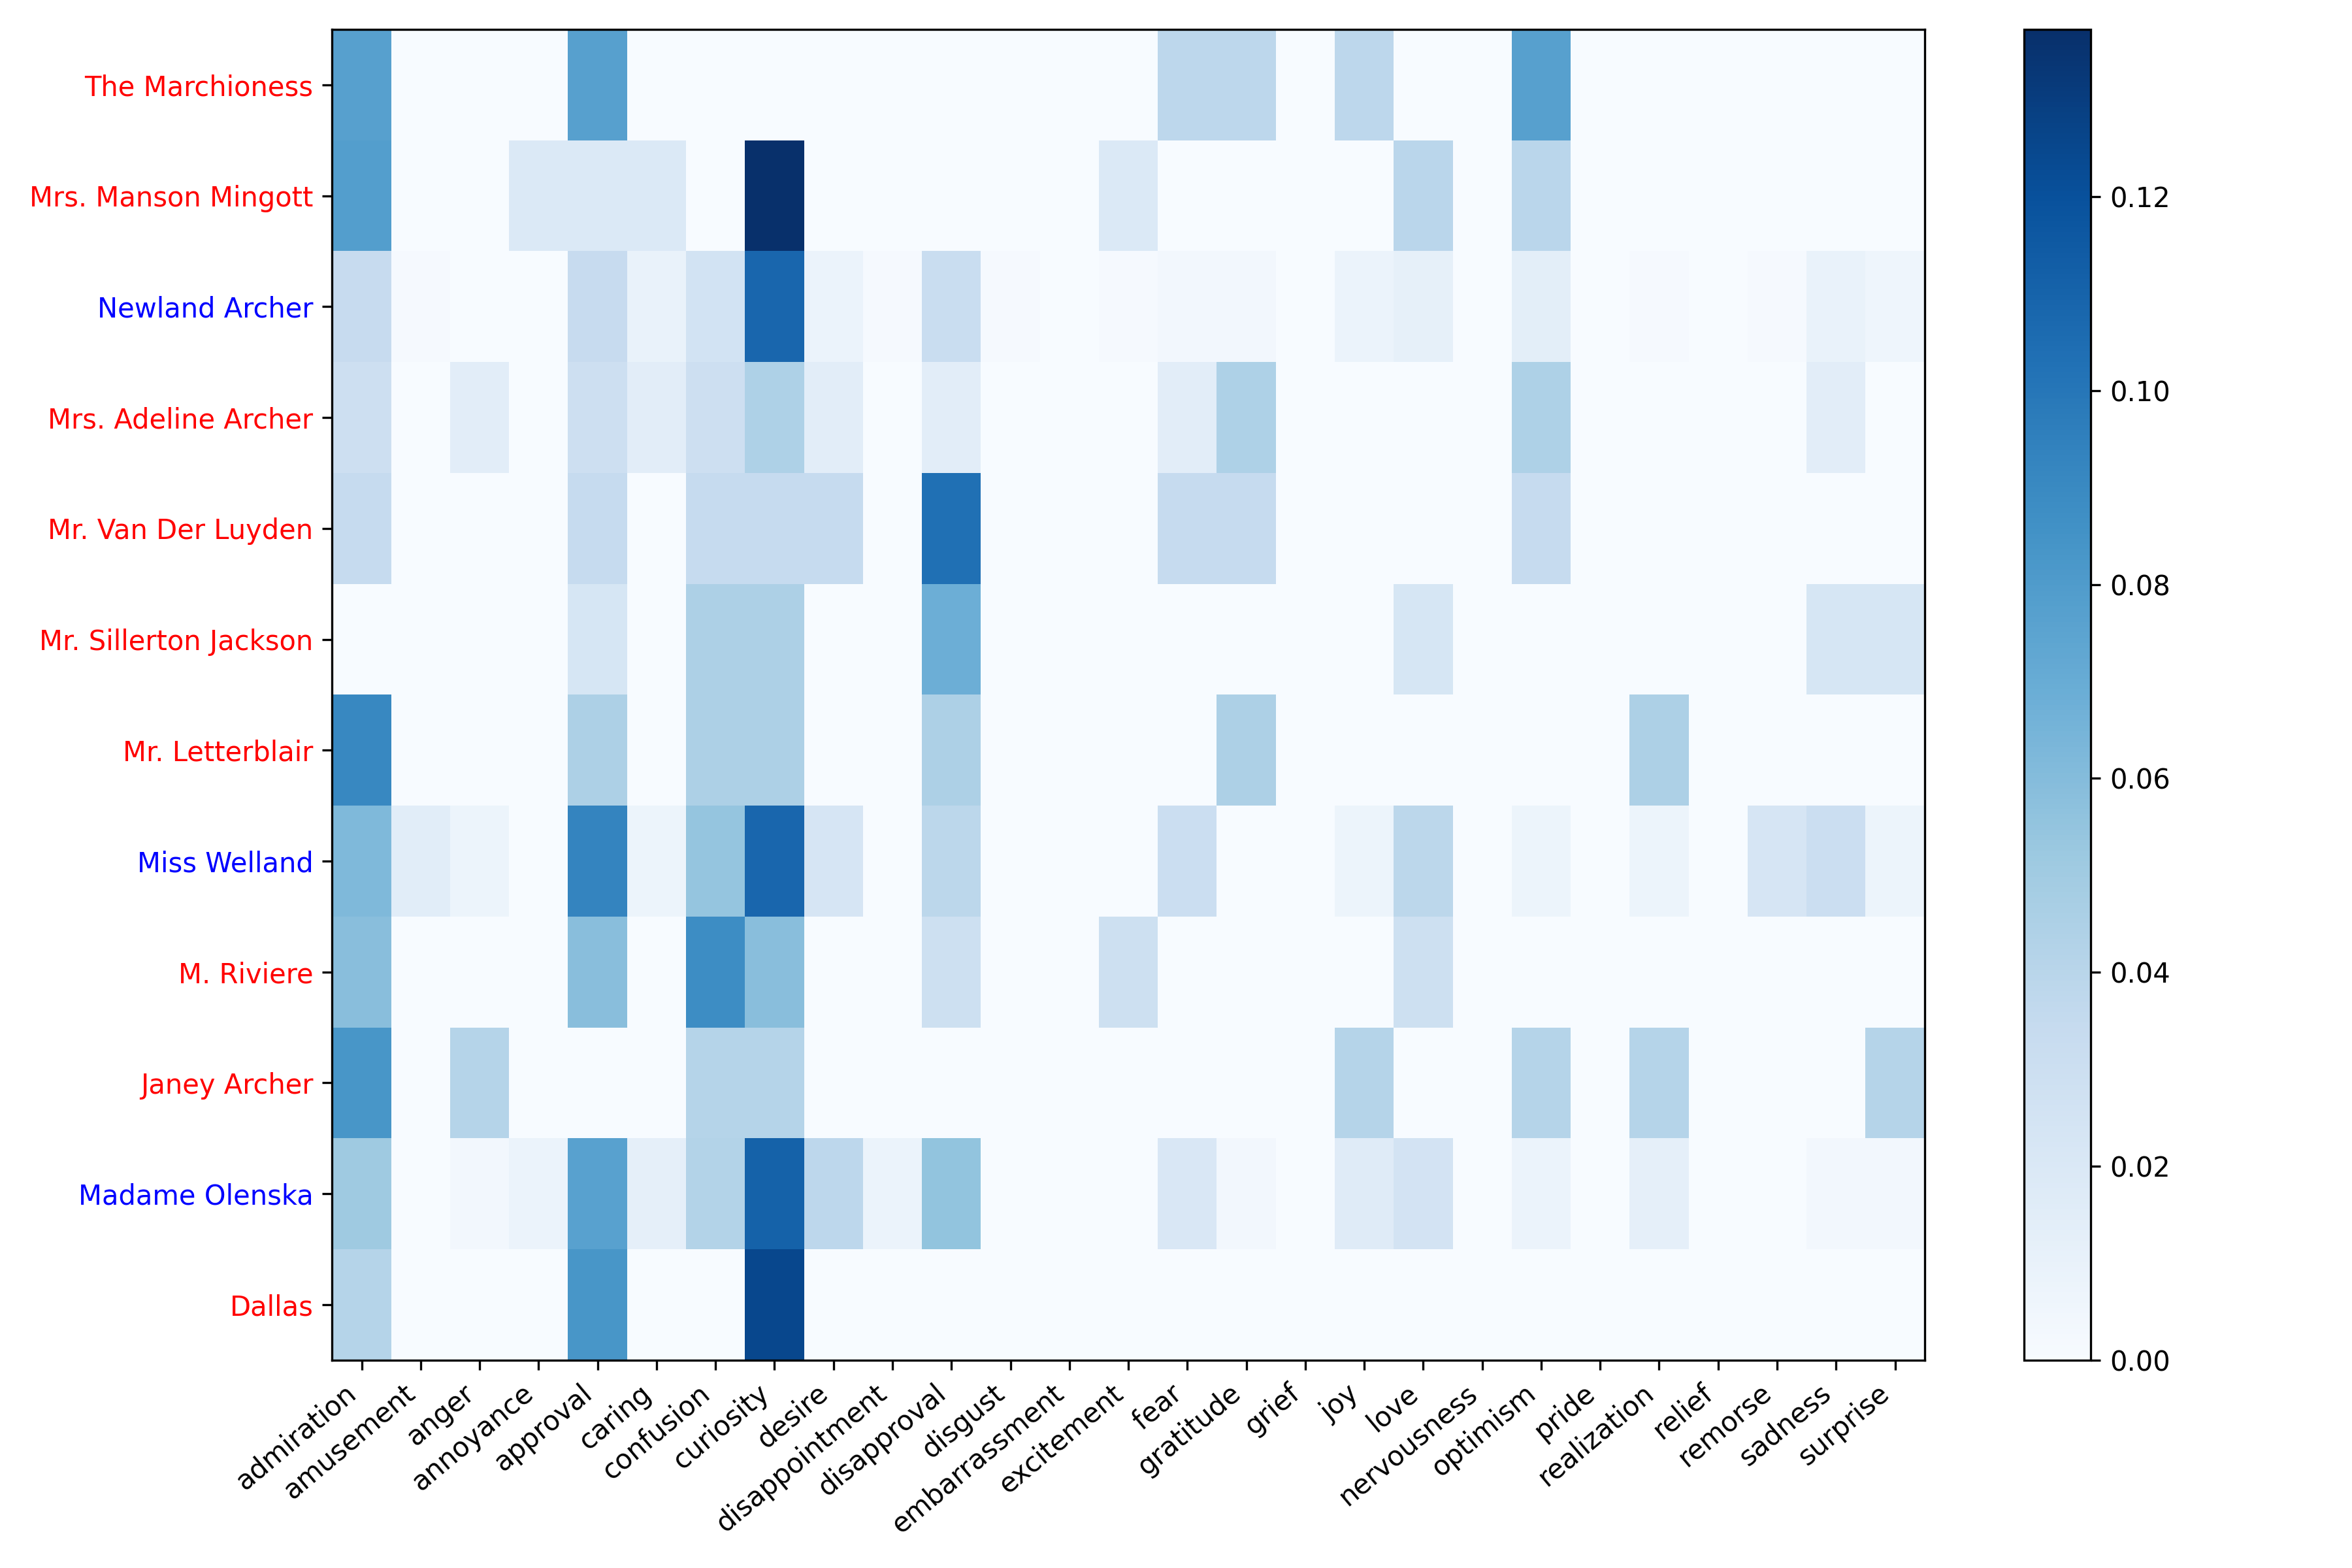 The Marchioness
Mrs. Manson Mingott
Newland Archer
Mrs. Adeline Archer
Mr. Van Der Luyden
Mr. Sillerton Jackson
Mr. Letterblair
Miss Welland
M. Riviere
Janey Archer
Madame Olenska
Dallas
admiration
amusement
anger
annoyance
approval
caring
confusion
curiosity
desire
disappointment
disapproval
disgust
embarrassment
excitement
fear
gratitude
grief
joy
love
nervousness
optimism
pride
realization
relief
remorse
sadness
surprise
0.12
0.10
0.08
0.06
0.04
0.02
0.00